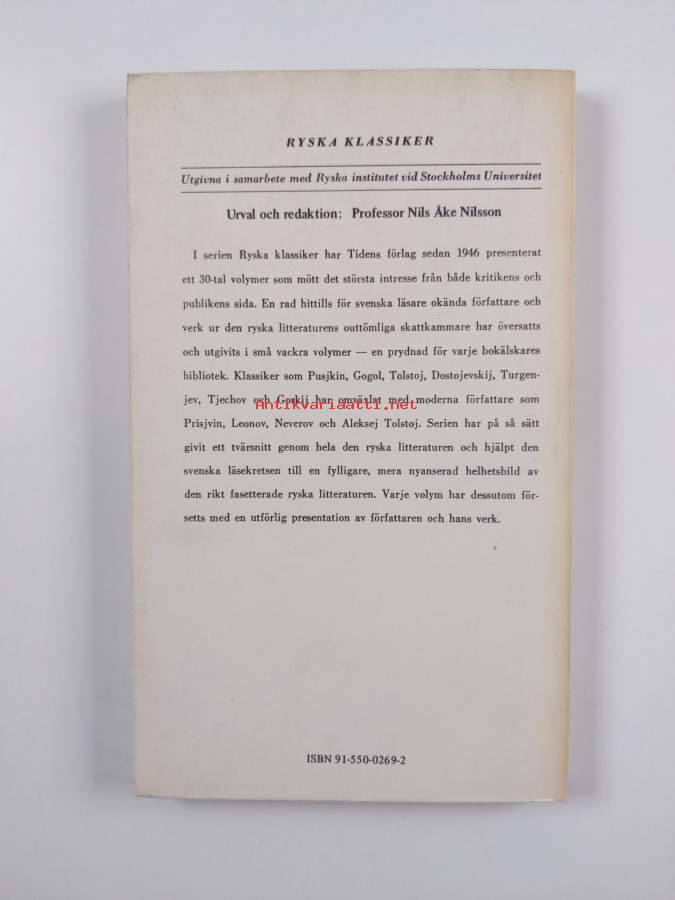 RYSKA KLASSIKER
Utgivna i samarbete med Ryska institutet vid Stockholms Universitet
Urval och redaktion: Professor Nils Åke Nilsson
I serien Ryska klassiker har Tidens förlag sedan 1946 presenterat
ett 30-tal volymer som mött det största intresse från både kritikens och
publikens sida. En rad hittills för svenska läsare okända författare och
verk ur den ryska litteraturens outtömliga skattkammare har översatts
och utgivits i små vackra volymer — en prydnad för varje bokälskares
bibliotek. Klassiker som Pusjkin, Gogol, Tolstoj, Dostojevskij, Turgen-
jev, Tjechov och Gorkij har omväxlat med moderna författare som
Antikvariaatti.net
Prisjvin, Leonov, Neverov och Aleksej Tolstoj. Serien har på så sätt
givit ett tvärsnitt genom hela den ryska litteraturen och hjälpt den
svenska läsekretsen till en fylligare, mera nyanserad helhetsbild av
den rikt fasetterade ryska litteraturen. Varje volym har dessutom för-
setts med en utförlig presentation av författaren och hans verk.
ISBN 91-550-0269-2